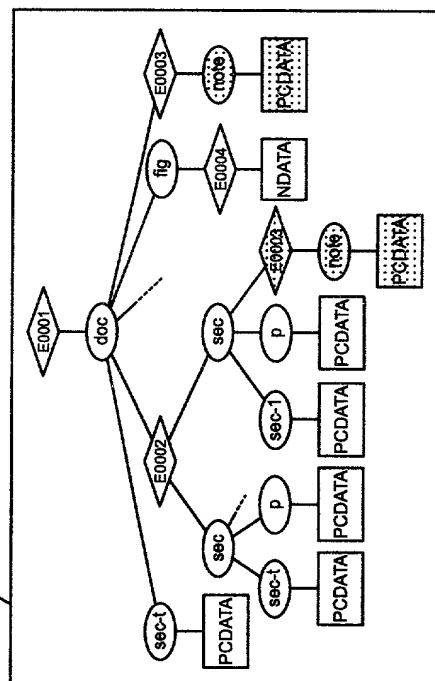 E0001
doc
sec-t
PCDATA
E0002
sec
sec-t
PCDATA
p
PCDATA
sec
sec-1
PCDATA
p
PCDATA
E0003
note
PCDATA
fig
E0004
NDATA
E0003
note
PCDATA